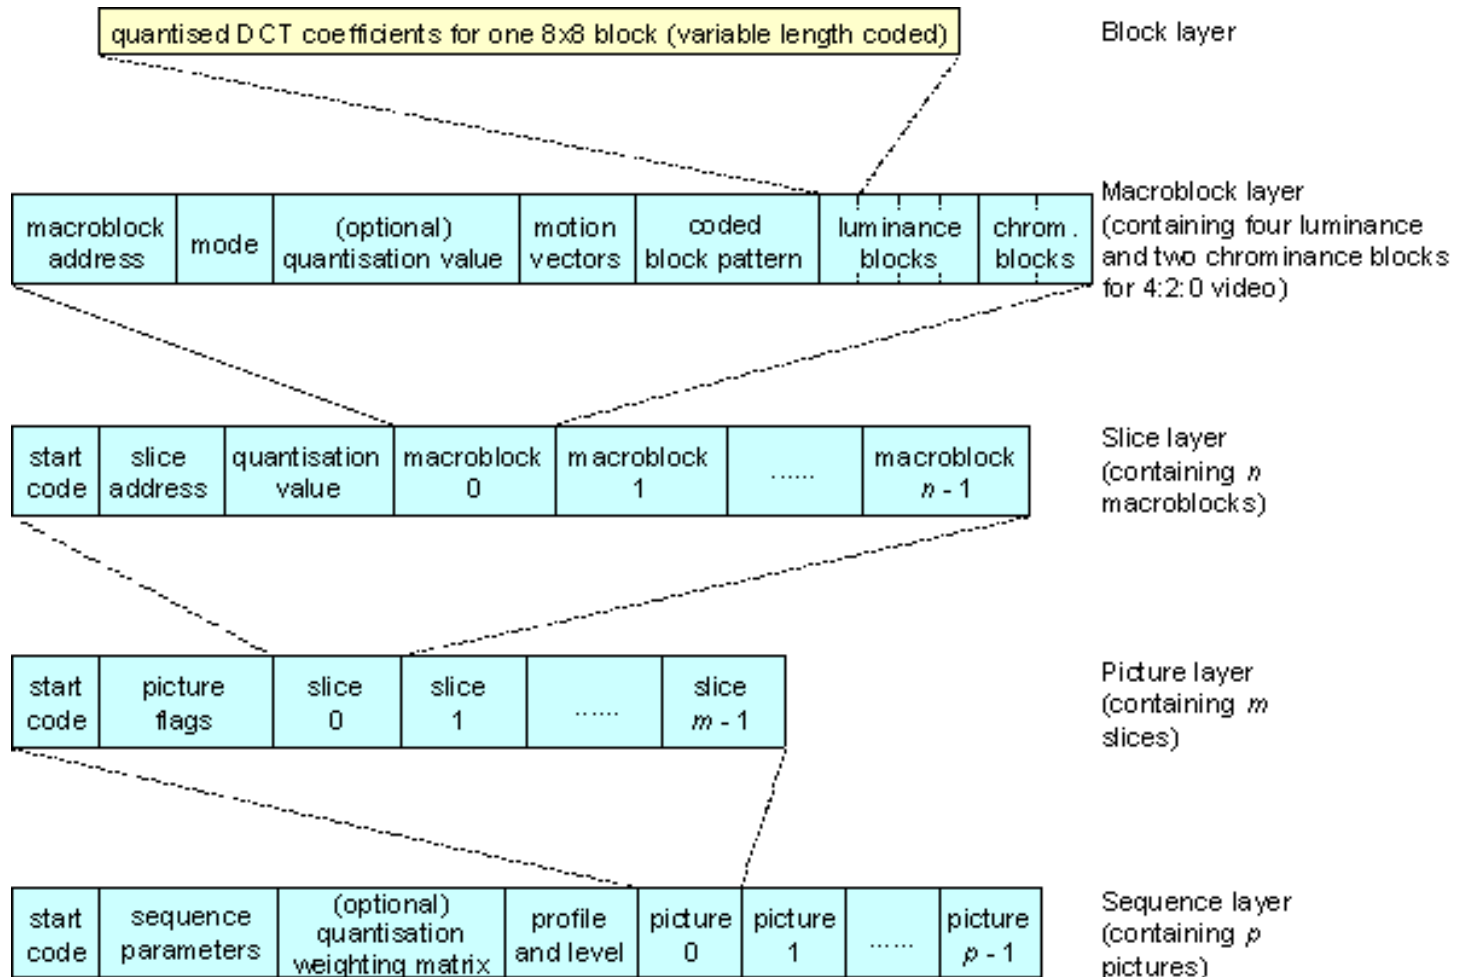 quantised DCT coefficients for one 8x8 block (variable length coded)
Block layer
macroblock
address
mode
(optional)
quantisation value
motion
vectors
coded
block pattern
luminance
blocks
chrom.
blocks
Macroblock layer
(containing four luminance
and two chrominance blocks
for 4:2:0 video)
start
code
slice
address
quantisation
value
macroblock
0
macroblock
1
......
macroblock
n - 1
Slice layer
(containing n
macroblocks)
start
code
picture
flags
slice
0
slice
1
......
slice
m - 1
Picture layer
(containing m
slices)
start
code
sequence
parameters
(optional)
quantisation
weighting matrix
profile
and level
picture
0
picture
1
......
picture
p - 1
Sequence layer
(containing p
pictures)